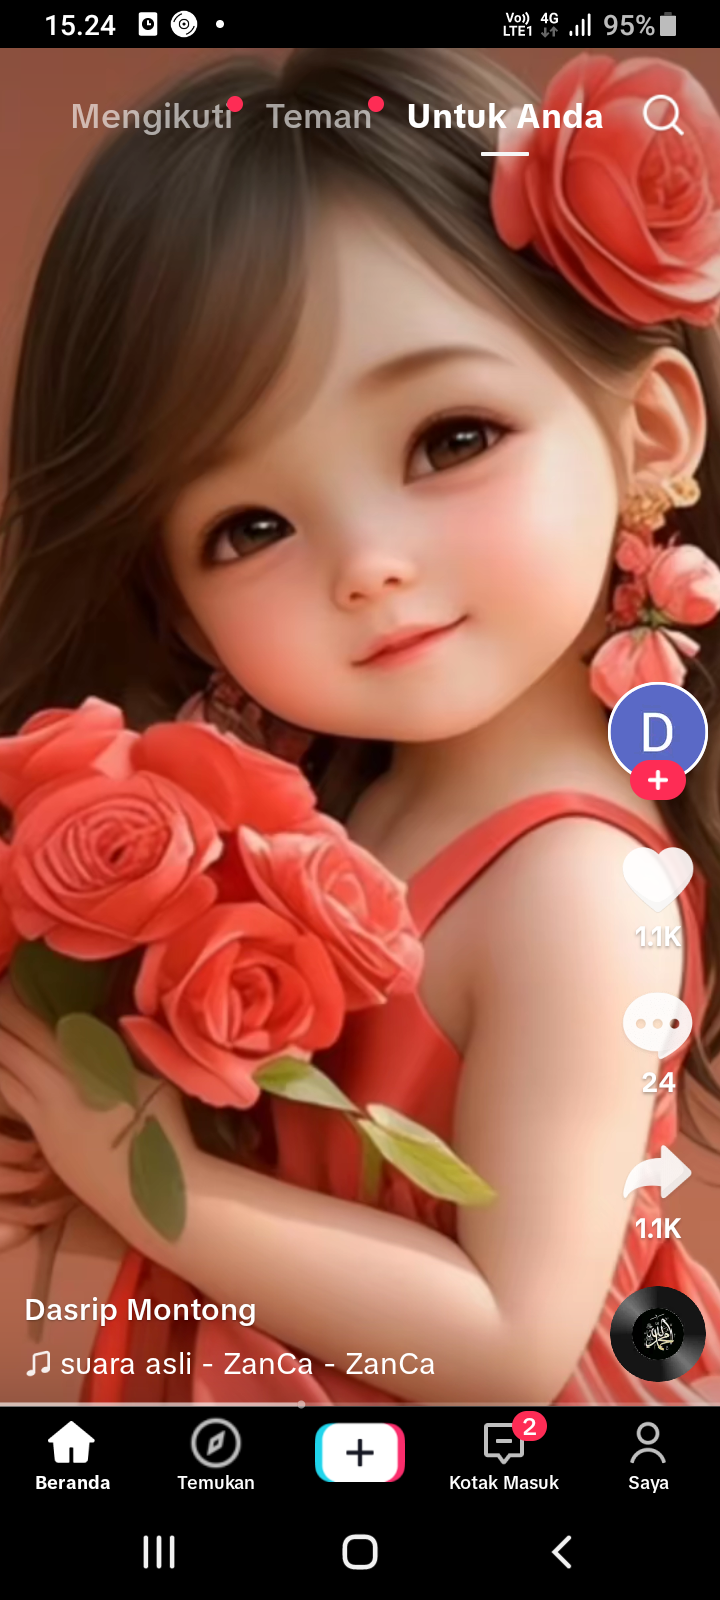 15.24
Vo)) LTE1 4G 95%
Mengikuti Teman Untuk Anda
D
1.1K
24
1.1K
Dasrip Montong
suara asli - ZanCa - ZanCa
2
Beranda Temukan Kotak Masuk Saya